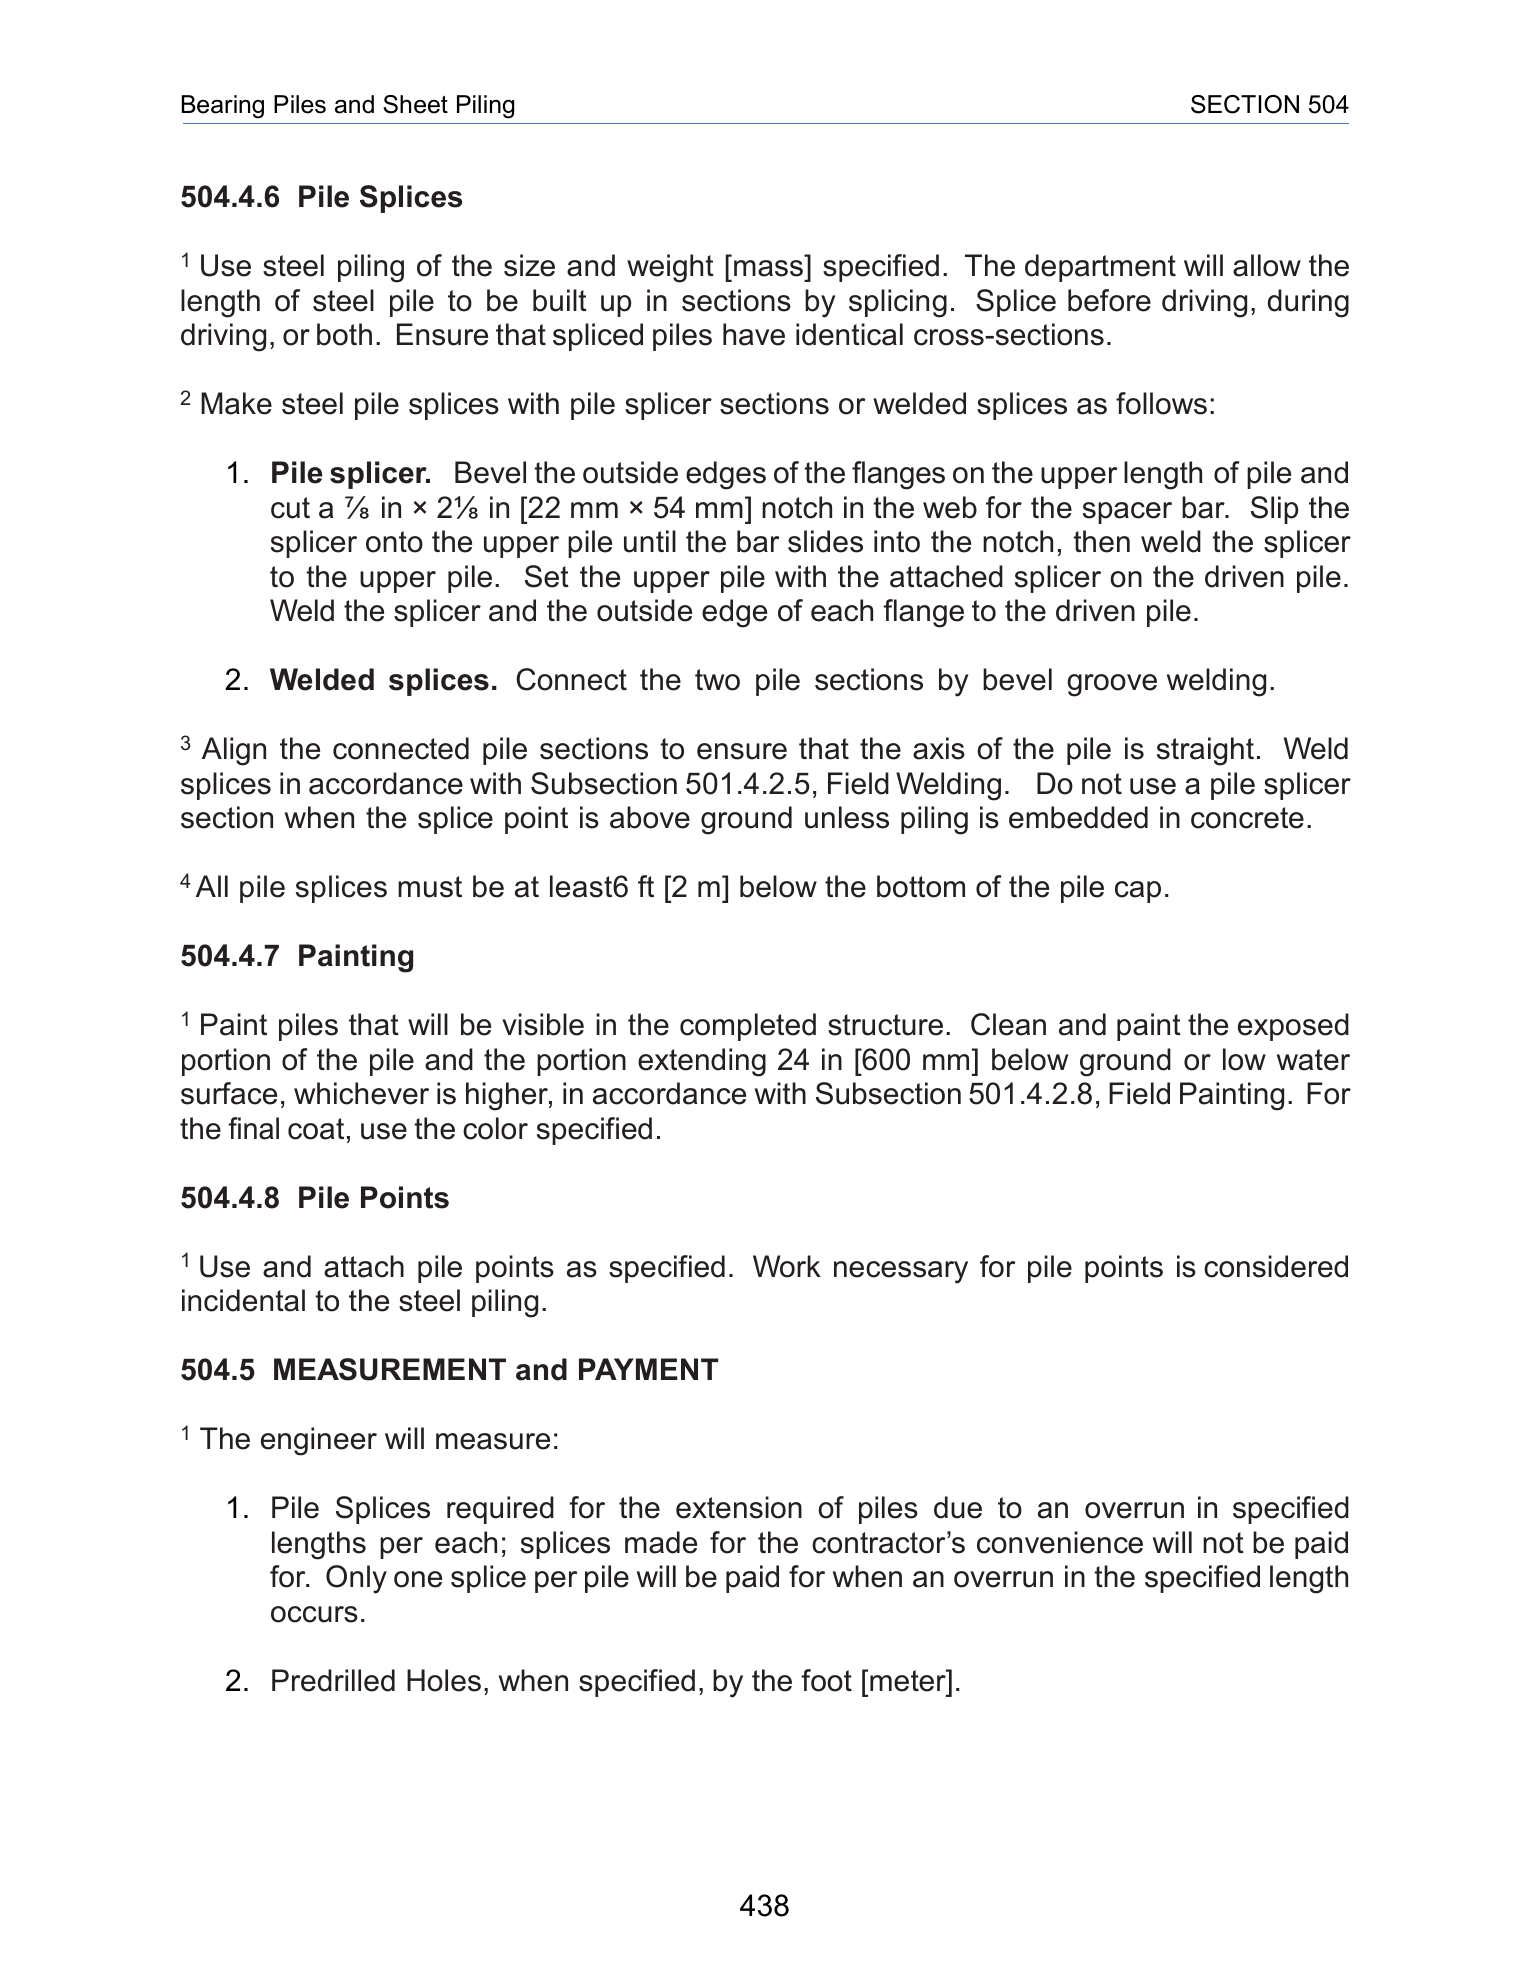 Bearing Piles and Sheet Piling SECTION 504
504.4.6 Pile Splices
¹ Use steel piling of the size and weight [mass] specified. The department will allow the
length of steel pile to be built up in sections by splicing. Splice before driving, during
driving, or both. Ensure that spliced piles have identical cross-sections.
² Make steel pile splices with pile splicer sections or welded splices as follows:
1. Pile splicer. Bevel the outside edges of the flanges on the upper length of pile and
cut a ⅞ in × 2⅛ in [22 mm × 54 mm] notch in the web for the spacer bar. Slip the
splicer onto the upper pile until the bar slides into the notch, then weld the splicer
to the upper pile. Set the upper pile with the attached splicer on the driven pile.
Weld the splicer and the outside edge of each flange to the driven pile.
2. Welded splices. Connect the two pile sections by bevel groove welding.
³ Align the connected pile sections to ensure that the axis of the pile is straight. Weld
splices in accordance with Subsection 501.4.2.5, Field Welding. Do not use a pile splicer
section when the splice point is above ground unless piling is embedded in concrete.
⁴ All pile splices must be at least6 ft [2 m] below the bottom of the pile cap.
504.4.7 Painting
¹ Paint piles that will be visible in the completed structure. Clean and paint the exposed
portion of the pile and the portion extending 24 in [600 mm] below ground or low water
surface, whichever is higher, in accordance with Subsection 501.4.2.8, Field Painting. For
the final coat, use the color specified.
504.4.8 Pile Points
¹ Use and attach pile points as specified. Work necessary for pile points is considered
incidental to the steel piling.
504.5 MEASUREMENT and PAYMENT
¹ The engineer will measure:
1. Pile Splices required for the extension of piles due to an overrun in specified
lengths per each; splices made for the contractor’s convenience will not be paid
for. Only one splice per pile will be paid for when an overrun in the specified length
occurs.
2. Predrilled Holes, when specified, by the foot [meter].
438